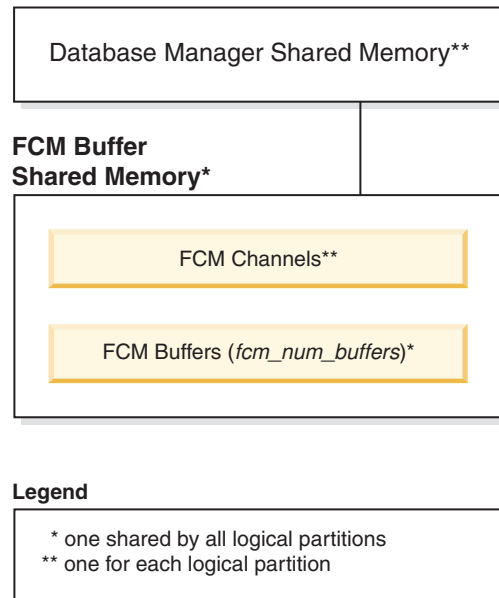 Database Manager Shared Memory**
FCM Buffer
Shared Memory*
FCM Channels**
FCM Buffers (fcm_num_buffers)*
Legend
* one shared by all logical partitions
** one for each logical partition